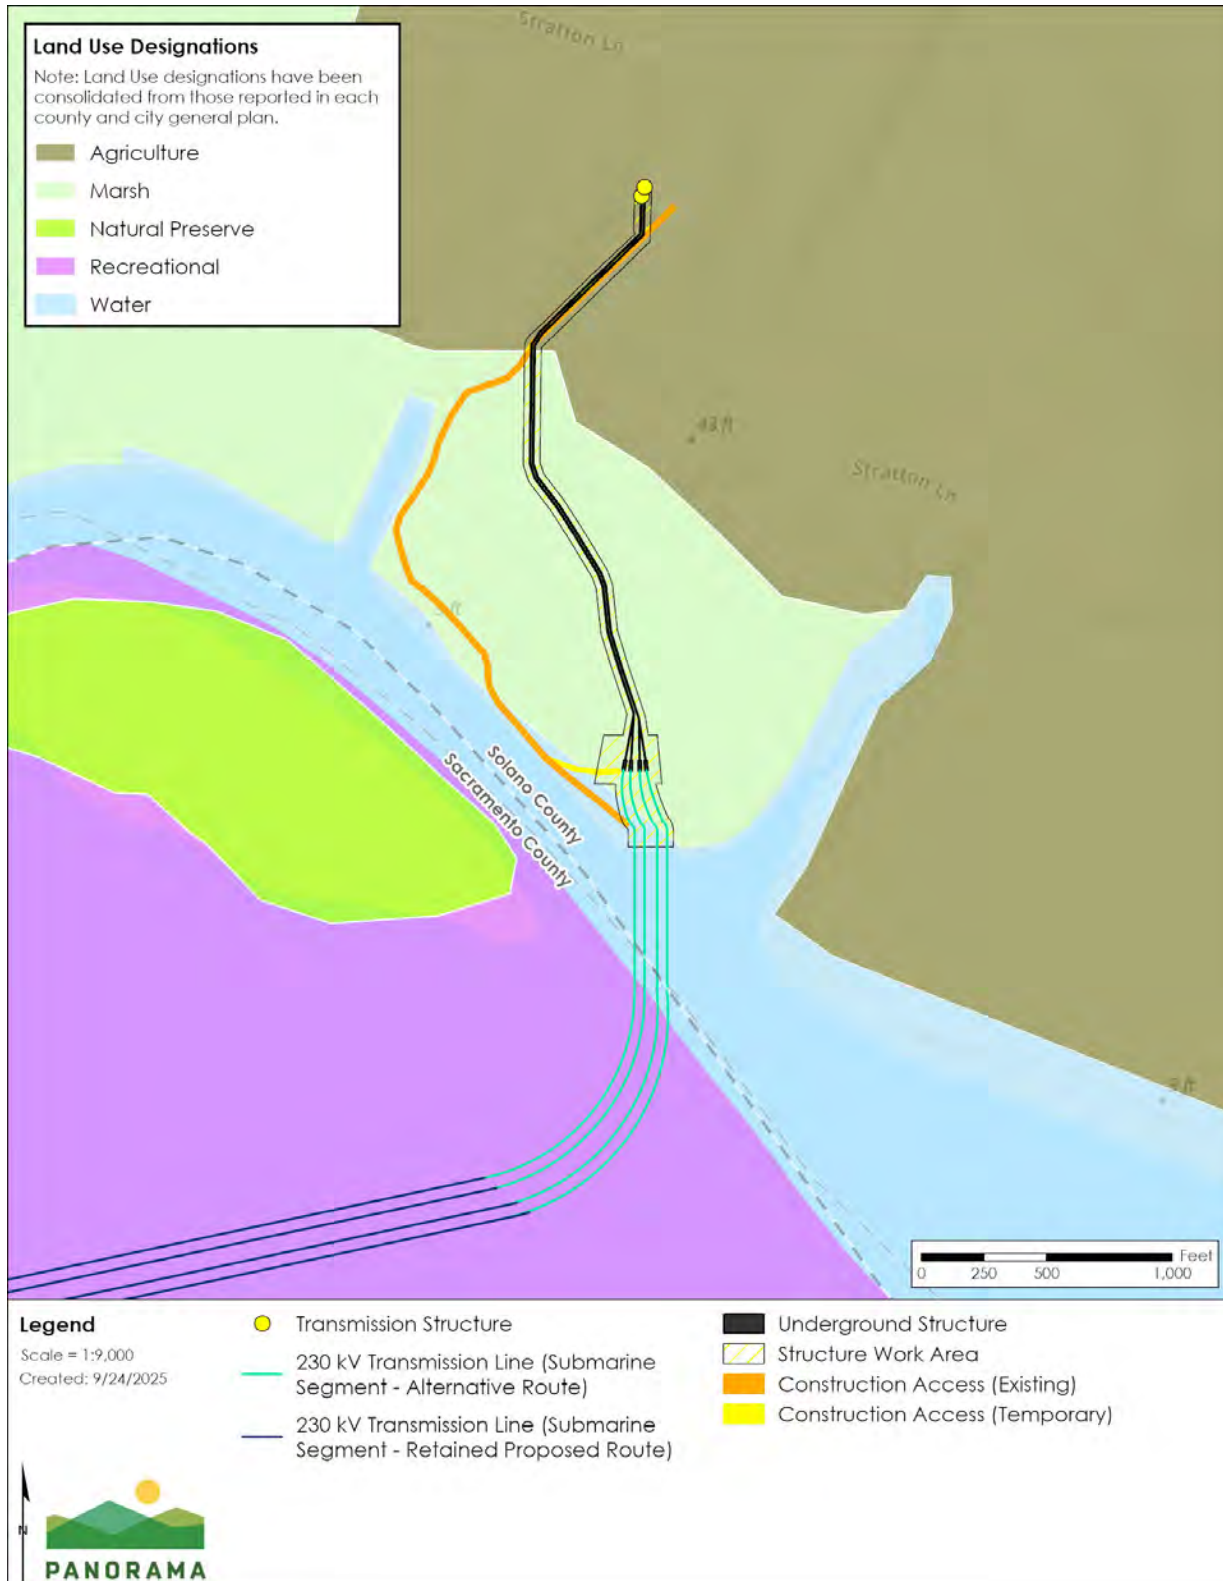 Stratton Ln
Land Use Designations
Note: Land Use designations have been
consolidated from those reported in each
county and city general plan.
Agriculture
Marsh
Natural Preserve
Recreational
Water
43 ft
Stratton Ln
ft
Solano County
Sacramento County
ft
Feet
0 250 500 1,000
Legend
Scale = 1:9,000
Created: 9/24/2025
Transmission Structure
230 kV Transmission Line (Submarine
Segment - Alternative Route)
230 kV Transmission Line (Submarine
Segment - Retained Proposed Route)
Underground Structure
Structure Work Area
Construction Access (Existing)
Construction Access (Temporary)
N
PANORAMA